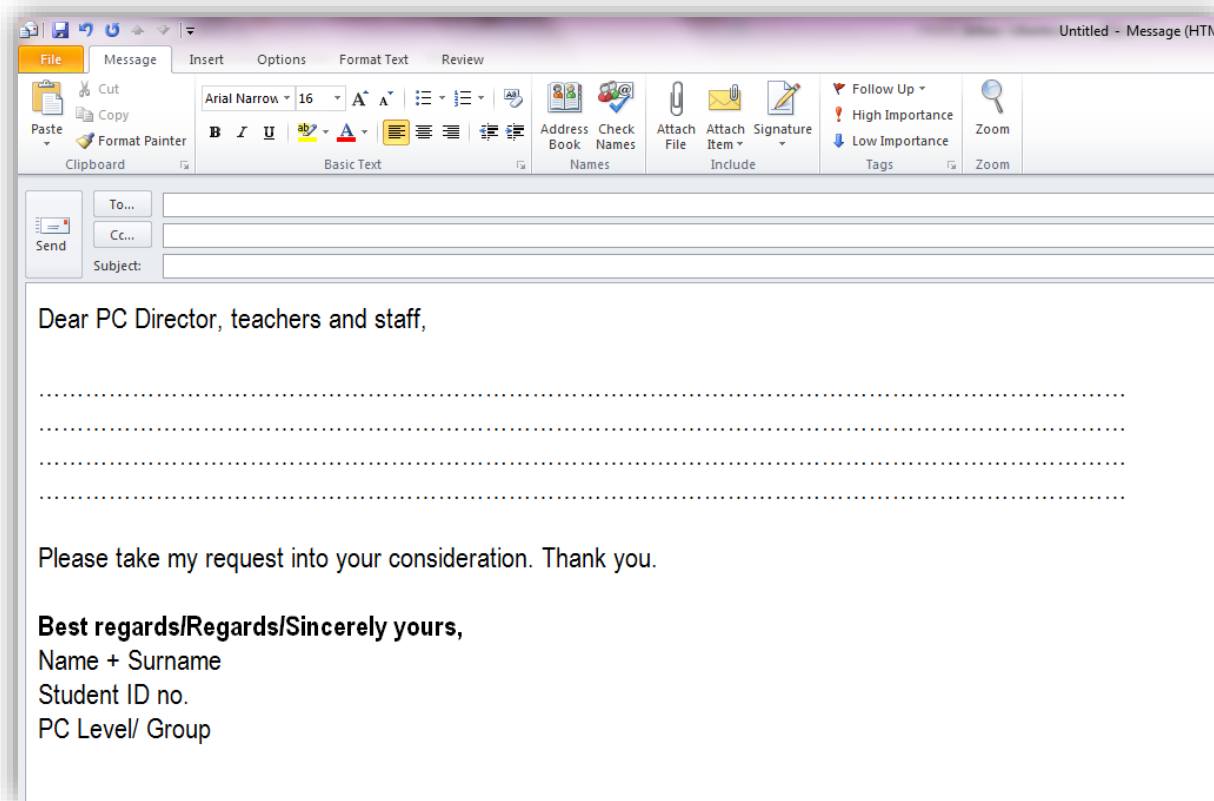 Untitled - Message (HTM
File Message Insert Options Format Text Review
Cut
Copy
Format Painter
Paste
Clipboard
Arial Narrow 16
B I U
Basic Text
Address Book
Check Names
Names
Attach File
Attach Item
Signature
Include
Follow Up
High Importance
Low Importance
Tags
Zoom
Zoom
Send
To...
Cc...
Subject:
Dear PC Director, teachers and staff,
……………………………………………………………………………………………………………………
……………………………………………………………………………………………………………………
……………………………………………………………………………………………………………………
……………………………………………………………………………………………………………………
Please take my request into your consideration. Thank you.
Best regards/Regards/Sincerely yours,
Name + Surname
Student ID no.
PC Level/ Group